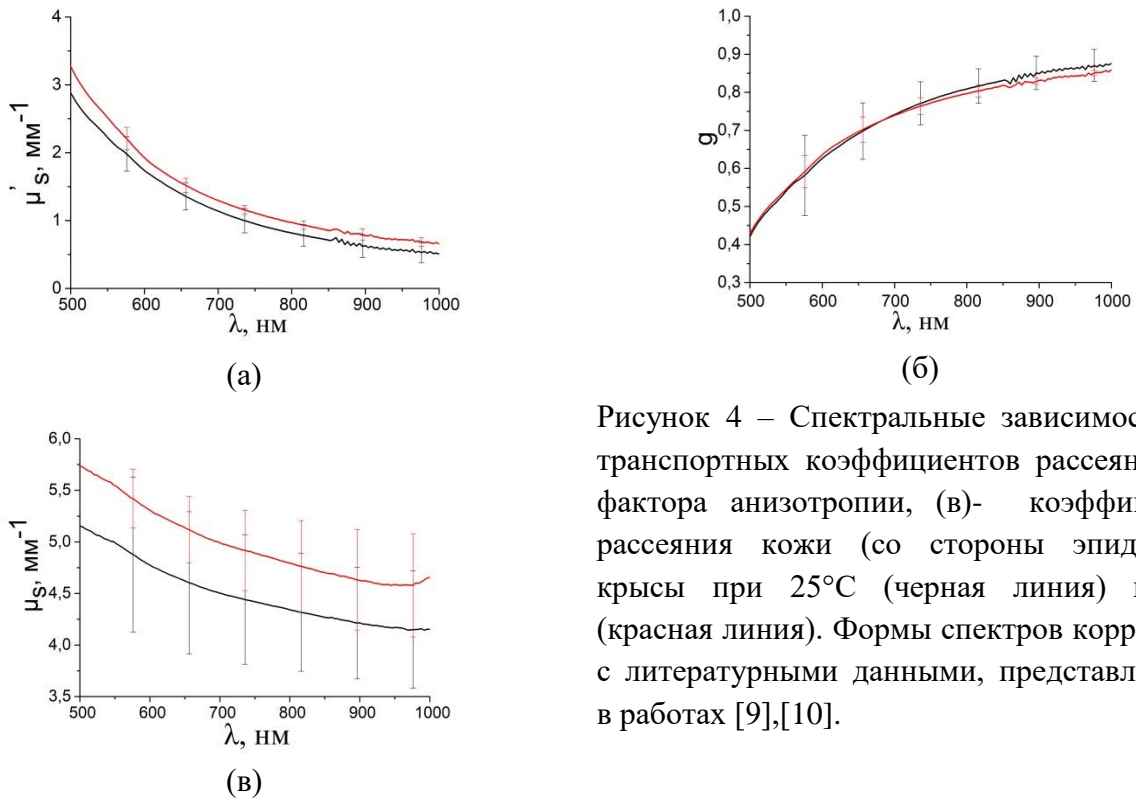 4
3
2
1
0
μ's, мм⁻¹
500 600 700 800 900 1000
λ, нм
(а)
1,0
0,9
0,8
0,7
0,6
0,5
0,4
0,3
g
500 600 700 800 900 1000
λ, нм
(б)
6,0
5,5
5,0
4,5
4,0
3,5
μs, мм⁻¹
500 600 700 800 900 1000
λ, нм
(в)
Рисунок 4 – Спектральные зависимос
транспортных коэффициентов рассеян
фактора анизотропии, (в)- коэффи
рассеяния кожи (со стороны эпид
крысы при 25°С (черная линия)
(красная линия). Формы спектров корр
с литературными данными, представл
в работах [9],[10].